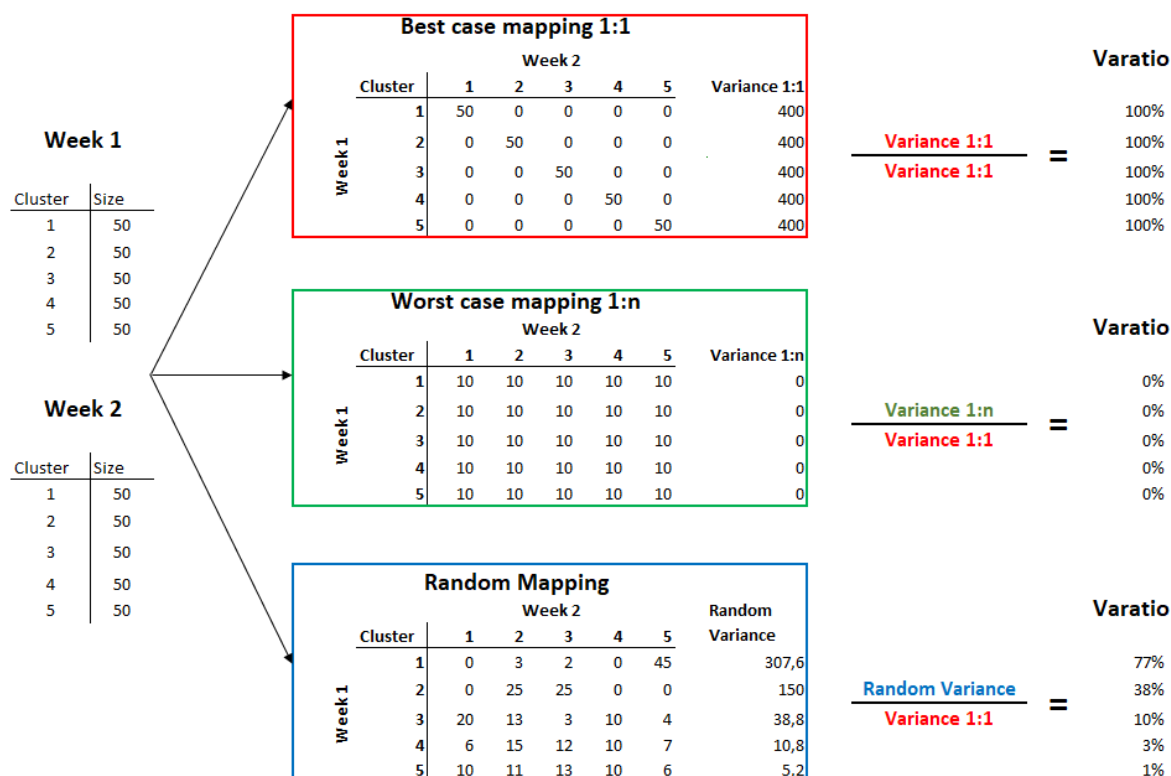 Week 1
Cluster Size
1 50
2 50
3 50
4 50
5 50
Week 2
Cluster Size
1 50
2 50
3 50
4 50
5 50
Best case mapping 1:1
Week 2
Cluster 1 2 3 4 5 Variance 1:1
Week 1
1 50 0 0 0 0 400
2 0 50 0 0 0 400
3 0 0 50 0 0 400
4 0 0 0 50 0 400
5 0 0 0 0 50 400
Variance 1:1
Variance 1:1
=
Varatio
100%
100%
100%
100%
100%
Worst case mapping 1:n
Week 2
Cluster 1 2 3 4 5 Variance 1:n
Week 1
1 10 10 10 10 10 0
2 10 10 10 10 10 0
3 10 10 10 10 10 0
4 10 10 10 10 10 0
5 10 10 10 10 10 0
Variance 1:n
Variance 1:1
=
Varatio
0%
0%
0%
0%
0%
Random Mapping
Week 2
Random
Cluster 1 2 3 4 5 Variance
Week 1
1 0 3 2 0 45 307,6
2 0 25 25 0 0 150
3 20 13 3 10 4 38,8
4 6 15 12 10 7 10,8
5 10 11 13 10 6 5,2
Random Variance
Variance 1:1
=
Varatio
77%
38%
10%
3%
1%